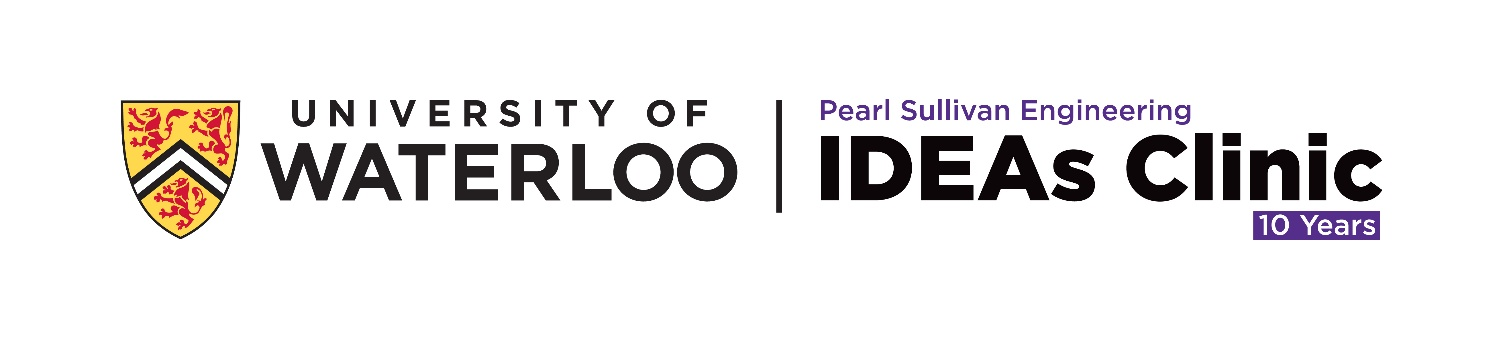 UNIVERSITY OF
WATERLOO
Pearl Sullivan Engineering
IDEAs Clinic
10 Years